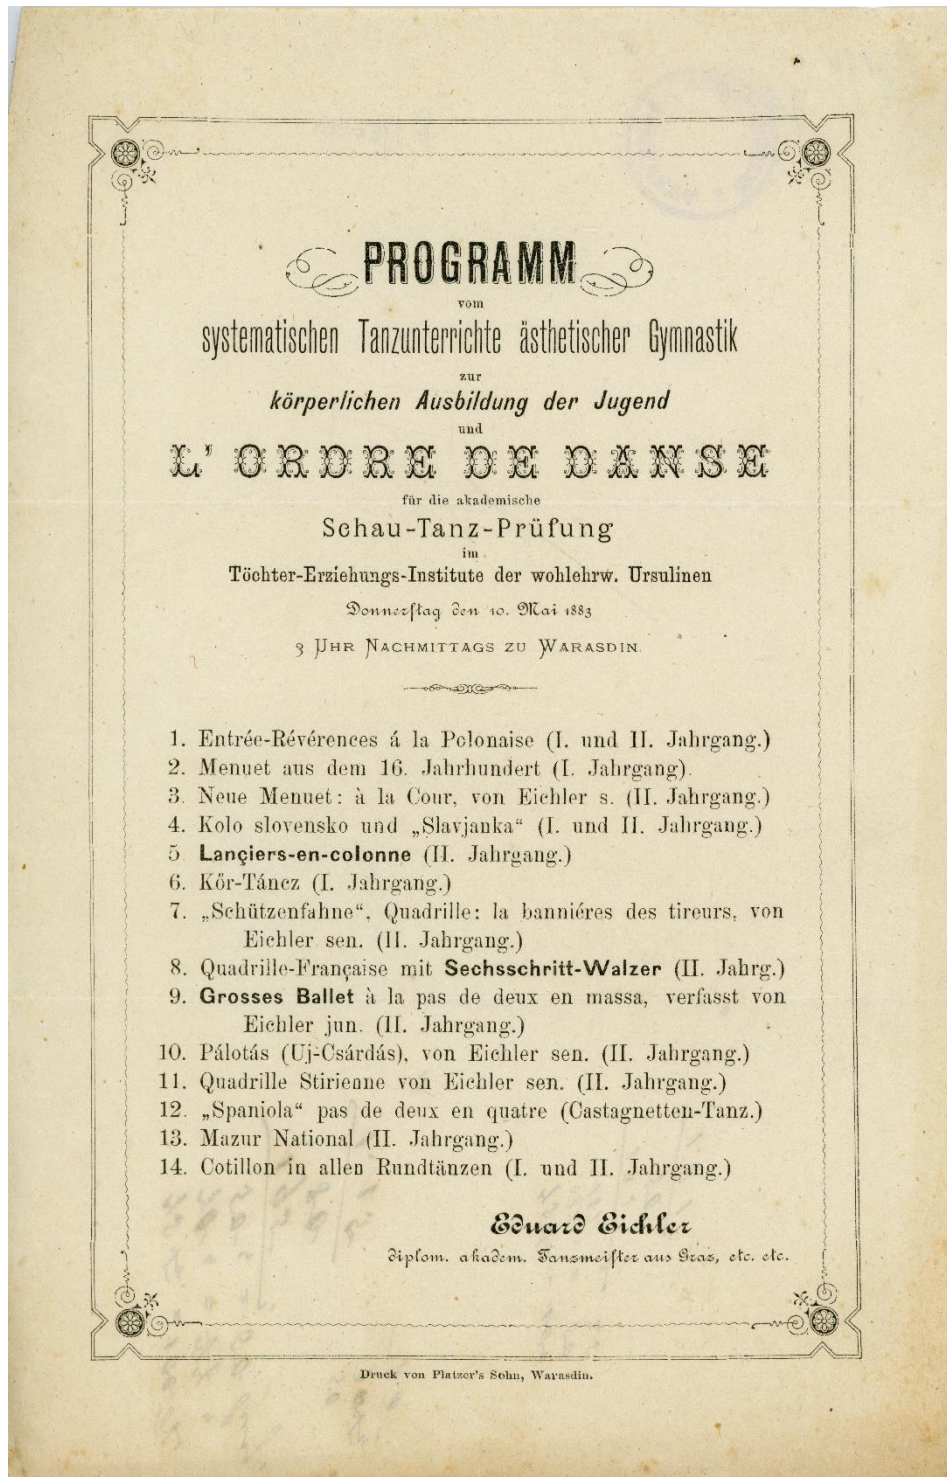 PROGRAMM
vom
systematischen Tanzunterrichte ästhetischer Gymnastik
zur
körperlichen Ausbildung der Jugend
und
L' ORDRE DE DANSE
für die akademische
Schau-Tanz-Prüfung
im
Töchter-Erziehungs-Institute der wohlehrw. Ursulinen
Donnerstag den 10. Mai 1883
3 Uhr Nachmittags zu Warasdin.
1. Entrée-Révérences á la Polonaise (I. und II. Jahrgang.)
2. Menuet aus dem 16. Jahrhundert (I. Jahrgang).
3. Neue Menuet: à la Cour, von Eichler s. (II. Jahrgang.)
4. Kolo slovensko und „Slavjanka“ (I. und II. Jahrgang.)
5 Lançiers-en-colonne (II. Jahrgang.)
6. Kőr-Táncz (I. Jahrgang.)
7. „Schützenfahne“, Quadrille: la banniéres des tireurs, von
Eichler sen. (II. Jahrgang.)
8. Quadrille-Française mit Sechsschritt-Walzer (II. Jahrg.)
9. Grosses Ballet à la pas de deux en massa, verfasst von
Eichler jun. (II. Jahrgang.)
10. Pálotás (Uj-Csárdás), von Eichler sen. (II. Jahrgang.)
11. Quadrille Stirienne von Eichler sen. (II. Jahrgang.)
12. „Spaniola“ pas de deux en quatre (Castagnetten-Tanz.)
13. Mazur National (II. Jahrgang.)
14. Cotillon in allen Rundtänzen (I. und II. Jahrgang.)
Eduard Eichler
diplom. akadem. Tanzmeister aus Graz, etc. etc.
Druck von Platzer's Sohn, Warasdin.